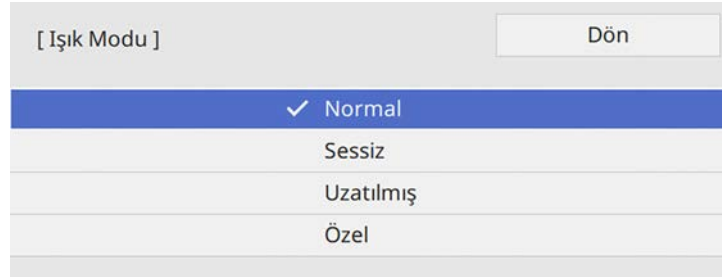 [ Işık Modu ]
Dön
✓ Normal
Sessiz
Uzatılmış
Özel